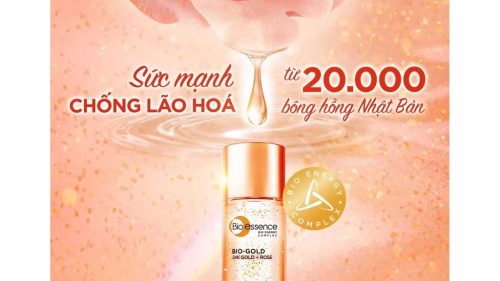 Sức mạnh
CHỐNG LÃO HOÁ
từ 20.000
bông hồng Nhật Bản
Bio essence
BIO ENERGY
COMPLEX
BIO-GOLD
24K GOLD + ROSE
BIO ENERGY COMPLEX